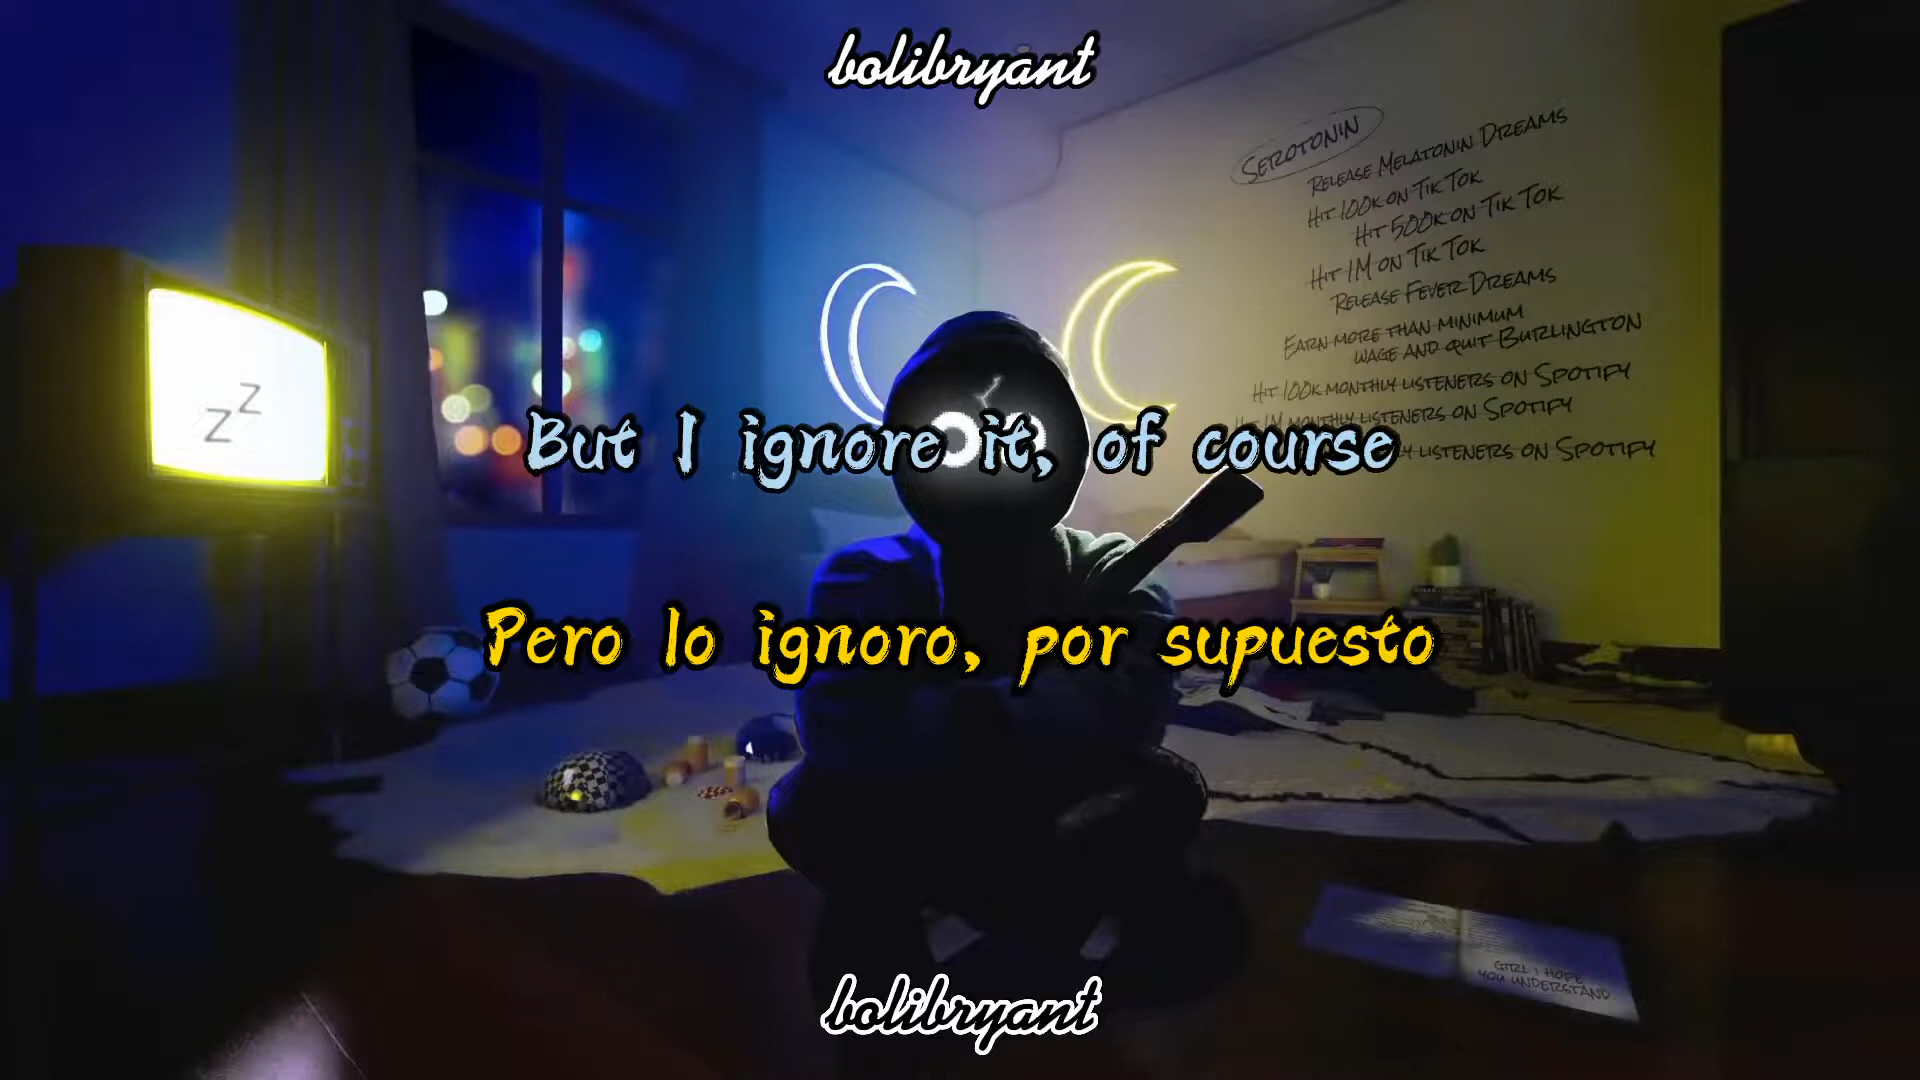 bolibryant
SEROTONIN
RELEASE MELATONIN DREAMS
HIT 100K ON TIK TOK
HIT 500K ON TIK TOK
HIT 1M ON TIK TOK
RELEASE FEVER DREAMS
EARN MORE THAN MINIMUM
WAGE AND QUIT BURLINGTON
HIT 100K MONTHLY LISTENERS ON SPOTIFY
1M MONTHLY LISTENERS ON SPOTIFY
LISTENERS ON SPOTIFY
z z
But I ignore it, of course
Pero lo ignoro, por supuesto
GIRL I HOPE
YOU UNDERSTAND
bolibryant